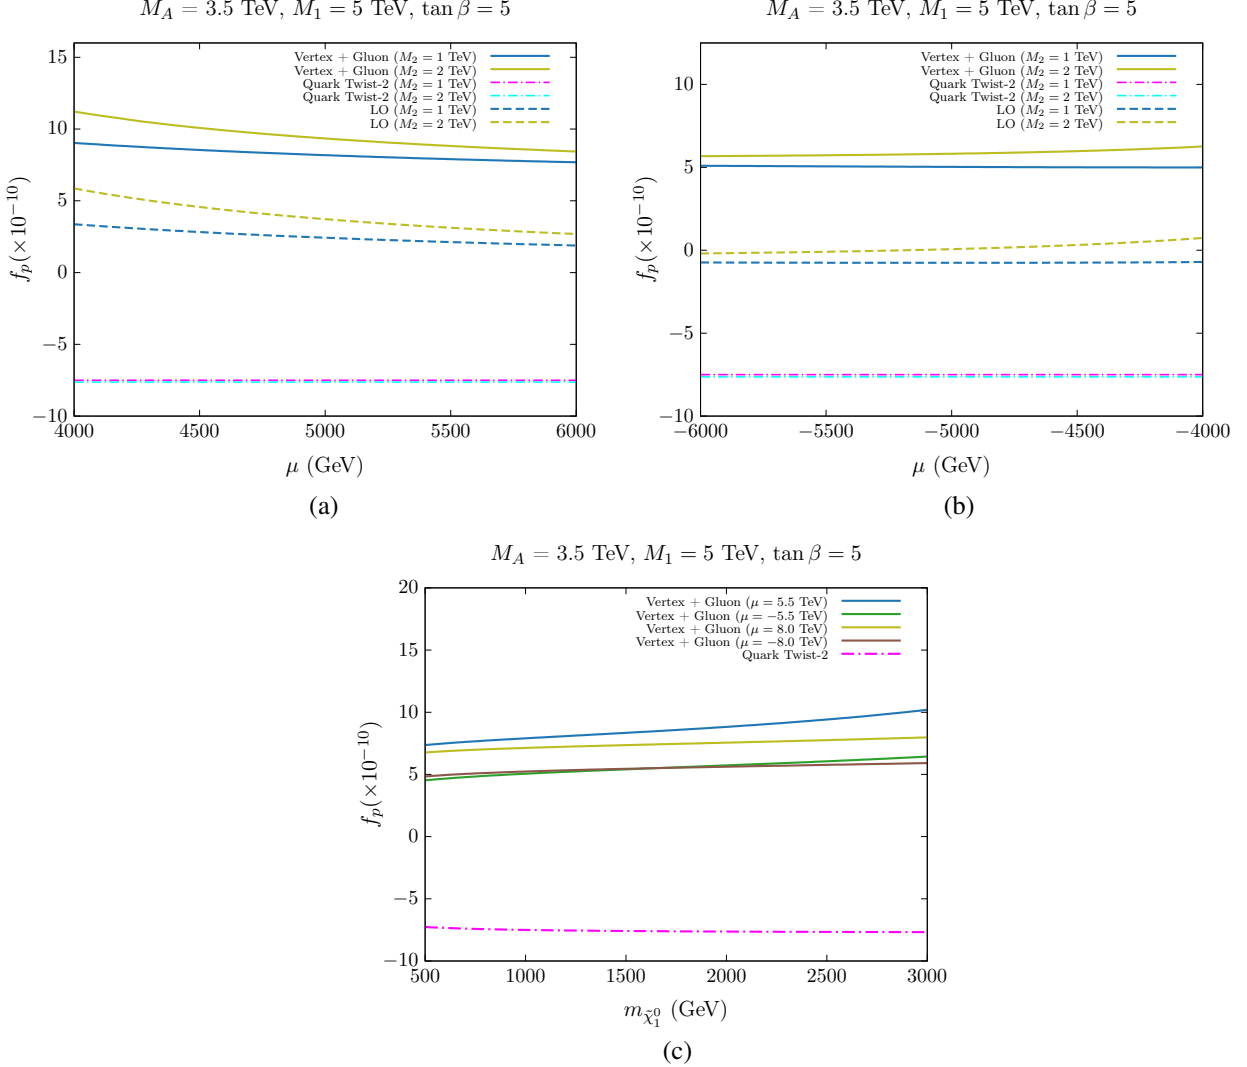 M_A = 3.5 TeV, M_1 = 5 TeV, tan β = 5
Vertex + Gluon (M_2 = 1 TeV)
Vertex + Gluon (M_2 = 2 TeV)
Quark Twist-2 (M_2 = 1 TeV)
Quark Twist-2 (M_2 = 2 TeV)
LO (M_2 = 1 TeV)
LO (M_2 = 2 TeV)
f_p(×10^{−10})
15
10
5
0
−5
−10
4000 4500 5000 5500 6000
μ (GeV)
(a)
M_A = 3.5 TeV, M_1 = 5 TeV, tan β = 5
Vertex + Gluon (M_2 = 1 TeV)
Vertex + Gluon (M_2 = 2 TeV)
Quark Twist-2 (M_2 = 1 TeV)
Quark Twist-2 (M_2 = 2 TeV)
LO (M_2 = 1 TeV)
LO (M_2 = 2 TeV)
f_p(×10^{−10})
10
5
0
−5
−10
−6000 −5500 −5000 −4500 −4000
μ (GeV)
(b)
M_A = 3.5 TeV, M_1 = 5 TeV, tan β = 5
Vertex + Gluon (μ = 5.5 TeV)
Vertex + Gluon (μ = −5.5 TeV)
Vertex + Gluon (μ = 8.0 TeV)
Vertex + Gluon (μ = −8.0 TeV)
Quark Twist-2
f_p(×10^{−10})
20
15
10
5
0
−5
−10
500 1000 1500 2000 2500 3000
m_{χ̃_1^0} (GeV)
(c)